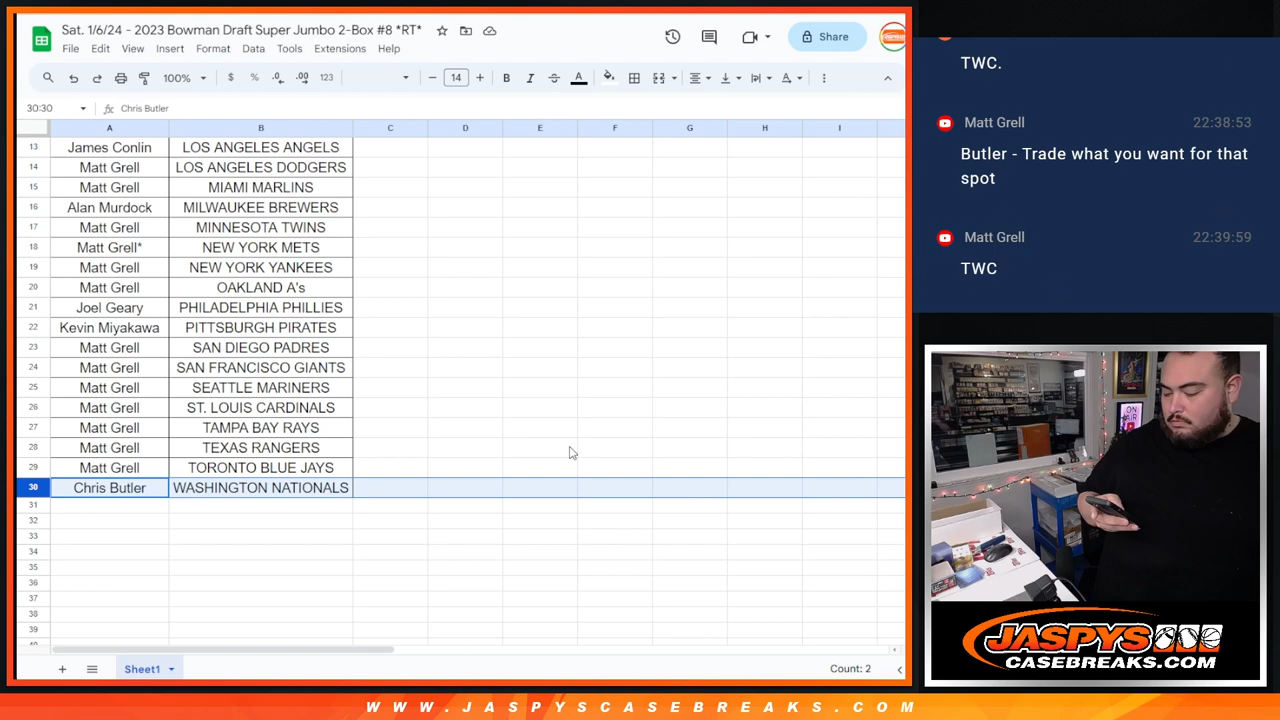 Sat. 1/6/24 - 2023 Bowman Draft Super Jumbo 2-Box #8 *RT*
File Edit View Insert Format Data Tools Extensions Help
Share
100% $ % .0 .00 123 14 B I A
30:30 fx Chris Butler
A B C D E F G H I
13 James Conlin LOS ANGELES ANGELS
14 Matt Grell LOS ANGELES DODGERS
15 Matt Grell MIAMI MARLINS
16 Alan Murdock MILWAUKEE BREWERS
17 Matt Grell MINNESOTA TWINS
18 Matt Grell* NEW YORK METS
19 Matt Grell NEW YORK YANKEES
20 Matt Grell OAKLAND A's
21 Joel Geary PHILADELPHIA PHILLIES
22 Kevin Miyakawa PITTSBURGH PIRATES
23 Matt Grell SAN DIEGO PADRES
24 Matt Grell SAN FRANCISCO GIANTS
25 Matt Grell SEATTLE MARINERS
26 Matt Grell ST. LOUIS CARDINALS
27 Matt Grell TAMPA BAY RAYS
28 Matt Grell TEXAS RANGERS
29 Matt Grell TORONTO BLUE JAYS
30 Chris Butler WASHINGTON NATIONALS
31
32
33
34
35
36
37
38
39
Sheet1
Count: 2
TWC.
Matt Grell 22:38:53
Butler - Trade what you want for that
spot
Matt Grell 22:39:59
TWC
ON
AIR
JASPYS
CASEBREAKS.COM
WWW.JASPYSCASEBREAKS.COM